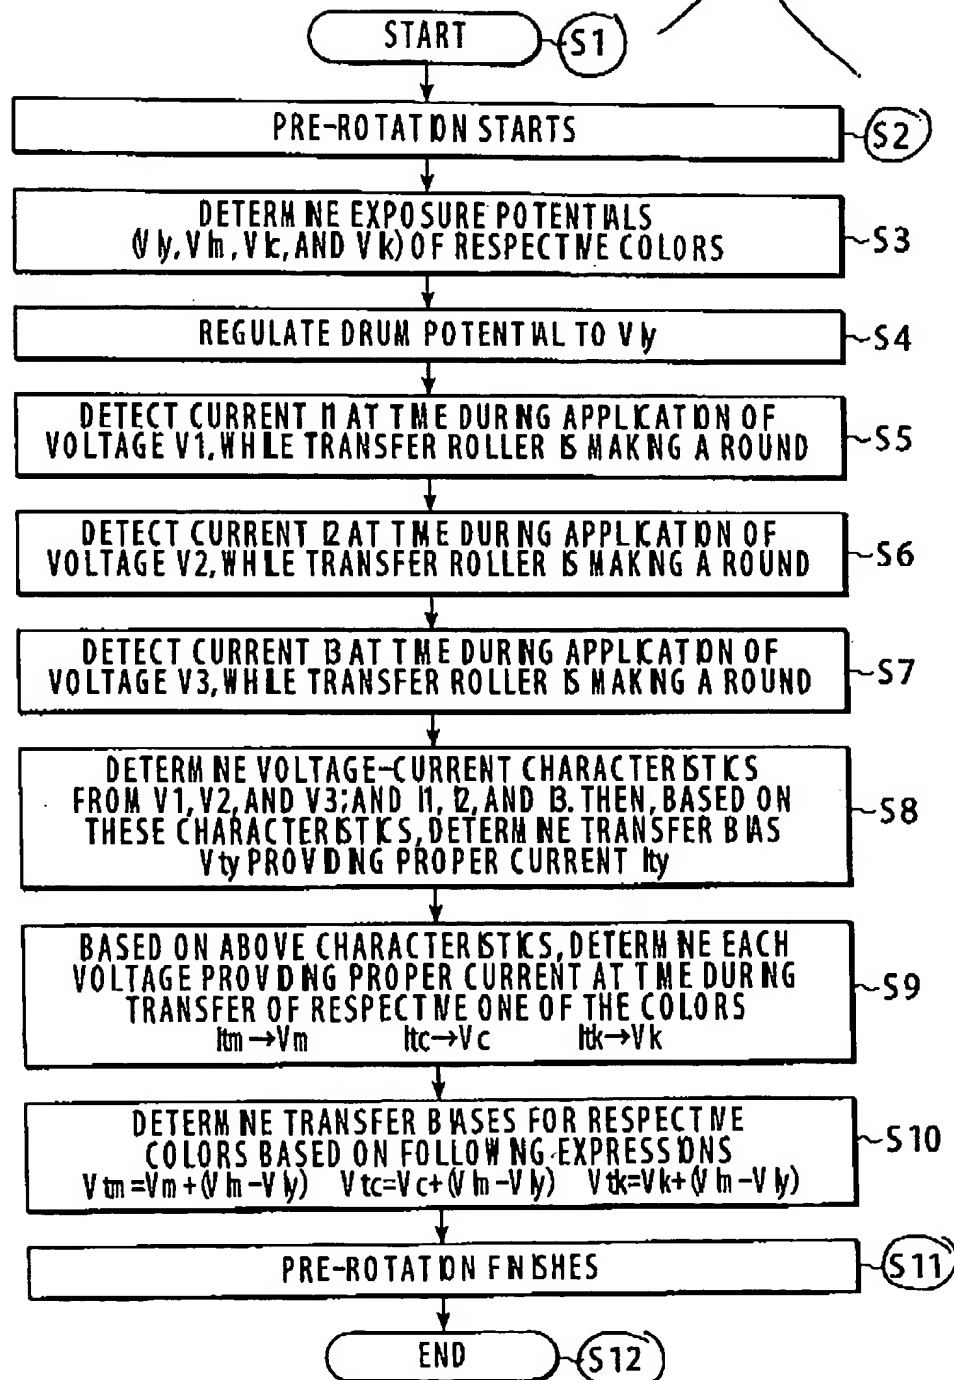 START S1
PRE-ROTATION STARTS S2
DETERMINE EXPOSURE POTENTIALS
(Vly, Vlm, Vlc, AND Vlk) OF RESPECTIVE COLORS S3
REGULATE DRUM POTENTIAL TO Vly S4
DETECT CURRENT I1 AT TIME DURING APPLICATION OF
VOLTAGE V1, WHILE TRANSFER ROLLER IS MAKING A ROUND S5
DETECT CURRENT I2 AT TIME DURING APPLICATION OF
VOLTAGE V2, WHILE TRANSFER ROLLER IS MAKING A ROUND S6
DETECT CURRENT I3 AT TIME DURING APPLICATION OF
VOLTAGE V3, WHILE TRANSFER ROLLER IS MAKING A ROUND S7
DETERMINE VOLTAGE-CURRENT CHARACTERISTICS
FROM V1, V2, AND V3; AND I1, I2, AND I3. THEN, BASED ON
THESE CHARACTERISTICS, DETERMINE TRANSFER BIAS S8
Vty PROVIDING PROPER CURRENT Ity
BASED ON ABOVE CHARACTERISTICS, DETERMINE EACH
VOLTAGE PROVIDING PROPER CURRENT AT TIME DURING S9
TRANSFER OF RESPECTIVE ONE OF THE COLORS
Itm→Vm Itc→Vc Itk→Vk
DETERMINE TRANSFER BIASES FOR RESPECTIVE
COLORS BASED ON FOLLOWING EXPRESSIONS S10
Vtm=Vm+(Vlm-Vly) Vtc=Vc+(Vlm-Vly) Vtk=Vk+(Vlm-Vly)
PRE-ROTATION FINISHES S11
END S12